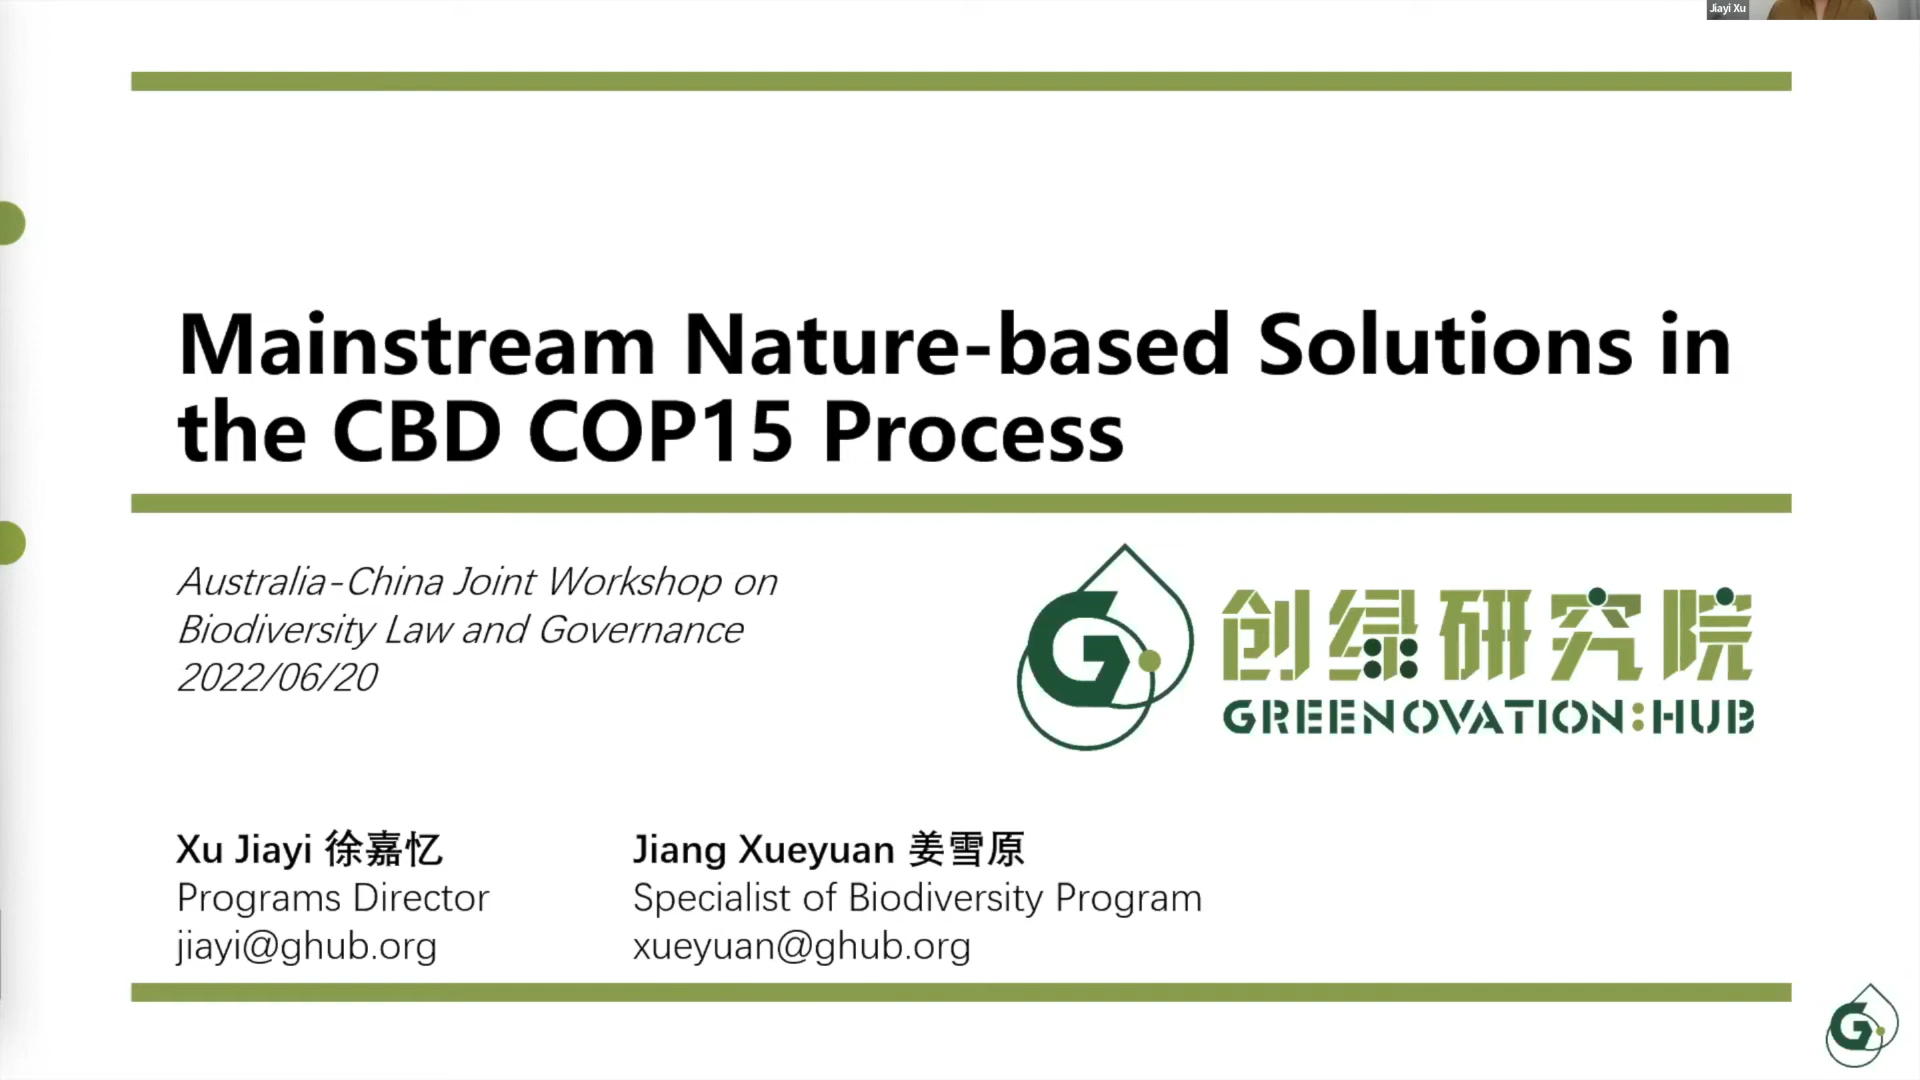 Jiayi Xu
Mainstream Nature-based Solutions in
the CBD COP15 Process
Australia-China Joint Workshop on
Biodiversity Law and Governance
2022/06/20
G
创绿研究院
GREENOVATION:HUB
Xu Jiayi 徐嘉忆
Programs Director
jiayi@ghub.org
Jiang Xueyuan 姜雪原
Specialist of Biodiversity Program
xueyuan@ghub.org
G